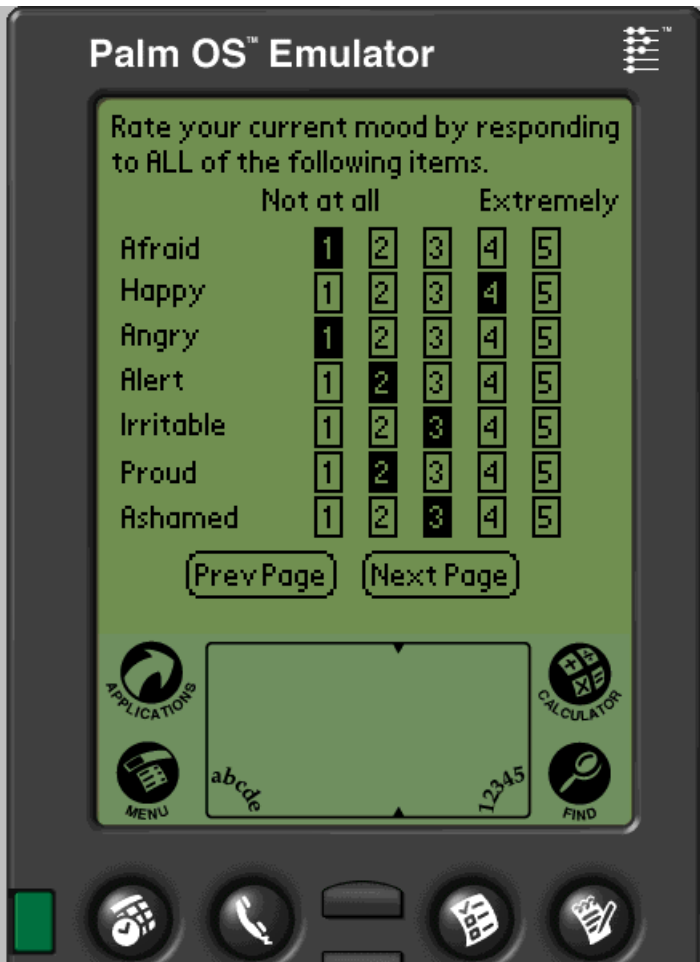 Palm OS™ Emulator
™
Rate your current mood by responding
to ALL of the following items.
Not at all Extremely
Afraid 1 2 3 4 5
Happy 1 2 3 4 5
Angry 1 2 3 4 5
Alert 1 2 3 4 5
Irritable 1 2 3 4 5
Proud 1 2 3 4 5
Ashamed 1 2 3 4 5
Prev Page Next Page
APPLICATIONS
CALCULATOR
MENU
abcde
12345
FIND